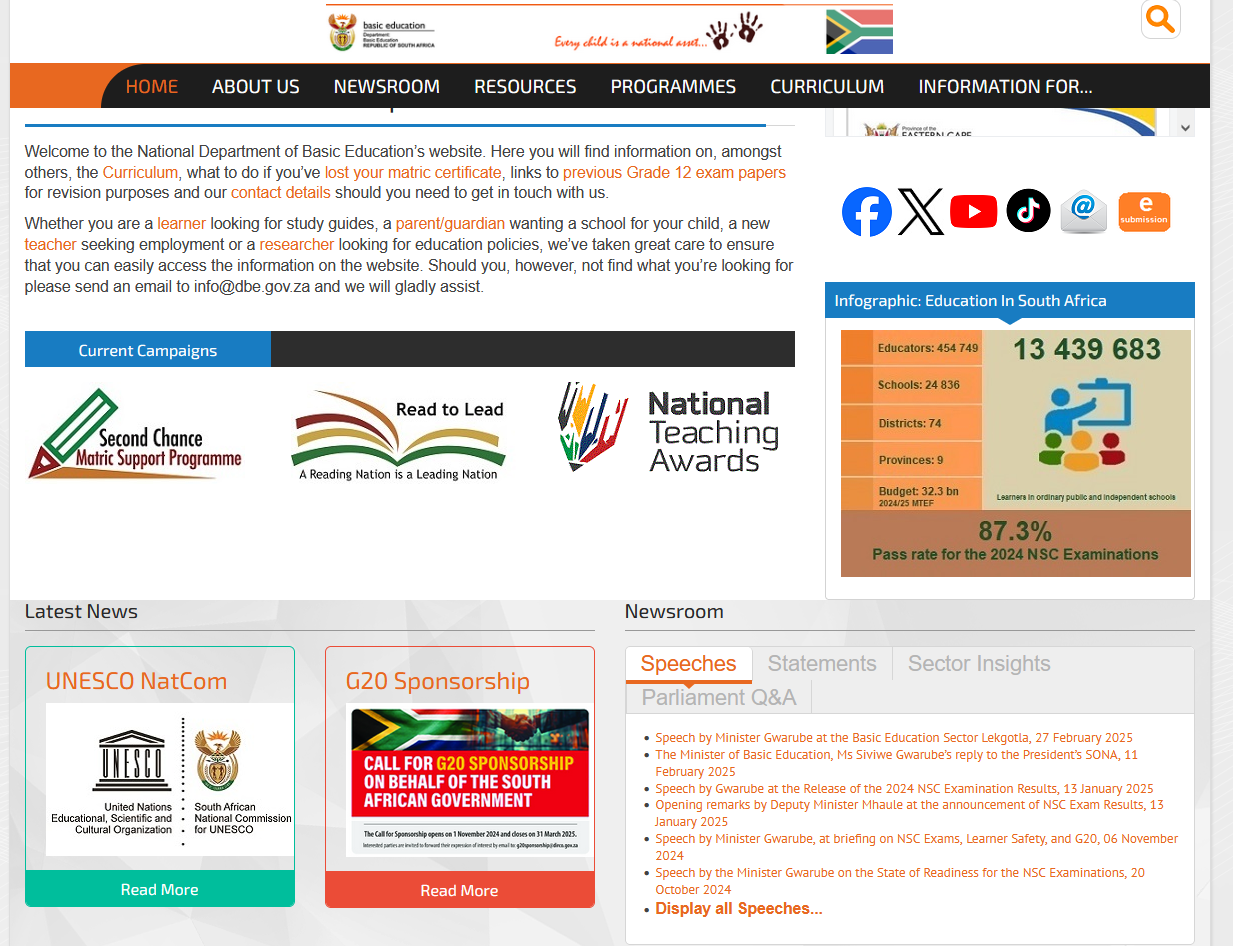 basic education
Department:
Basic Education
REPUBLIC OF SOUTH AFRICA
Every child is a national asset...
HOME
ABOUT US
NEWSROOM
RESOURCES
PROGRAMMES
CURRICULUM
INFORMATION FOR...
Welcome to the National Department of Basic Education’s website. Here you will find information on, amongst
others, the Curriculum, what to do if you’ve lost your matric certificate, links to previous Grade 12 exam papers
for revision purposes and our contact details should you need to get in touch with us.
Whether you are a learner looking for study guides, a parent/guardian wanting a school for your child, a new
teacher seeking employment or a researcher looking for education policies, we’ve taken great care to ensure
that you can easily access the information on the website. Should you, however, not find what you’re looking for
please send an email to info@dbe.gov.za and we will gladly assist.
Province of the
EASTERN CAPE
e
submission
Current Campaigns
Second Chance
Matric Support Programme
Read to Lead
A Reading Nation is a Leading Nation
National
Teaching
Awards
Infographic: Education In South Africa
Educators: 454 749
Schools: 24 836
Districts: 74
Provinces: 9
Budget: 32.3 bn
2024/25 MTEF
13 439 683
Learners in ordinary public and independent schools
87.3%
Pass rate for the 2024 NSC Examinations
Latest News
UNESCO NatCom
UNESCO
United Nations
Educational, Scientific and
Cultural Organization
South African
National Commission
for UNESCO
Read More
G20 Sponsorship
CALL FOR G20 SPONSORSHIP
ON BEHALF OF THE SOUTH
AFRICAN GOVERNMENT
The Call for Sponsorship opens on 1 November 2024 and closes on 31 March 2025.
Interested parties are invited to forward their expression of interest by email to: g20sponsorship@dirco.gov.za
Read More
Newsroom
Speeches
Statements
Sector Insights
Parliament Q&A
Speech by Minister Gwarube at the Basic Education Sector Lekgotla, 27 February 2025
The Minister of Basic Education, Ms Siviwe Gwarube’s reply to the President’s SONA, 11
February 2025
Speech by Gwarube at the Release of the 2024 NSC Examination Results, 13 January 2025
Opening remarks by Deputy Minister Mhaule at the announcement of NSC Exam Results, 13
January 2025
Speech by Minister Gwarube, at briefing on NSC Exams, Learner Safety, and G20, 06 November
2024
Speech by the Minister Gwarube on the State of Readiness for the NSC Examinations, 20
October 2024
Display all Speeches...